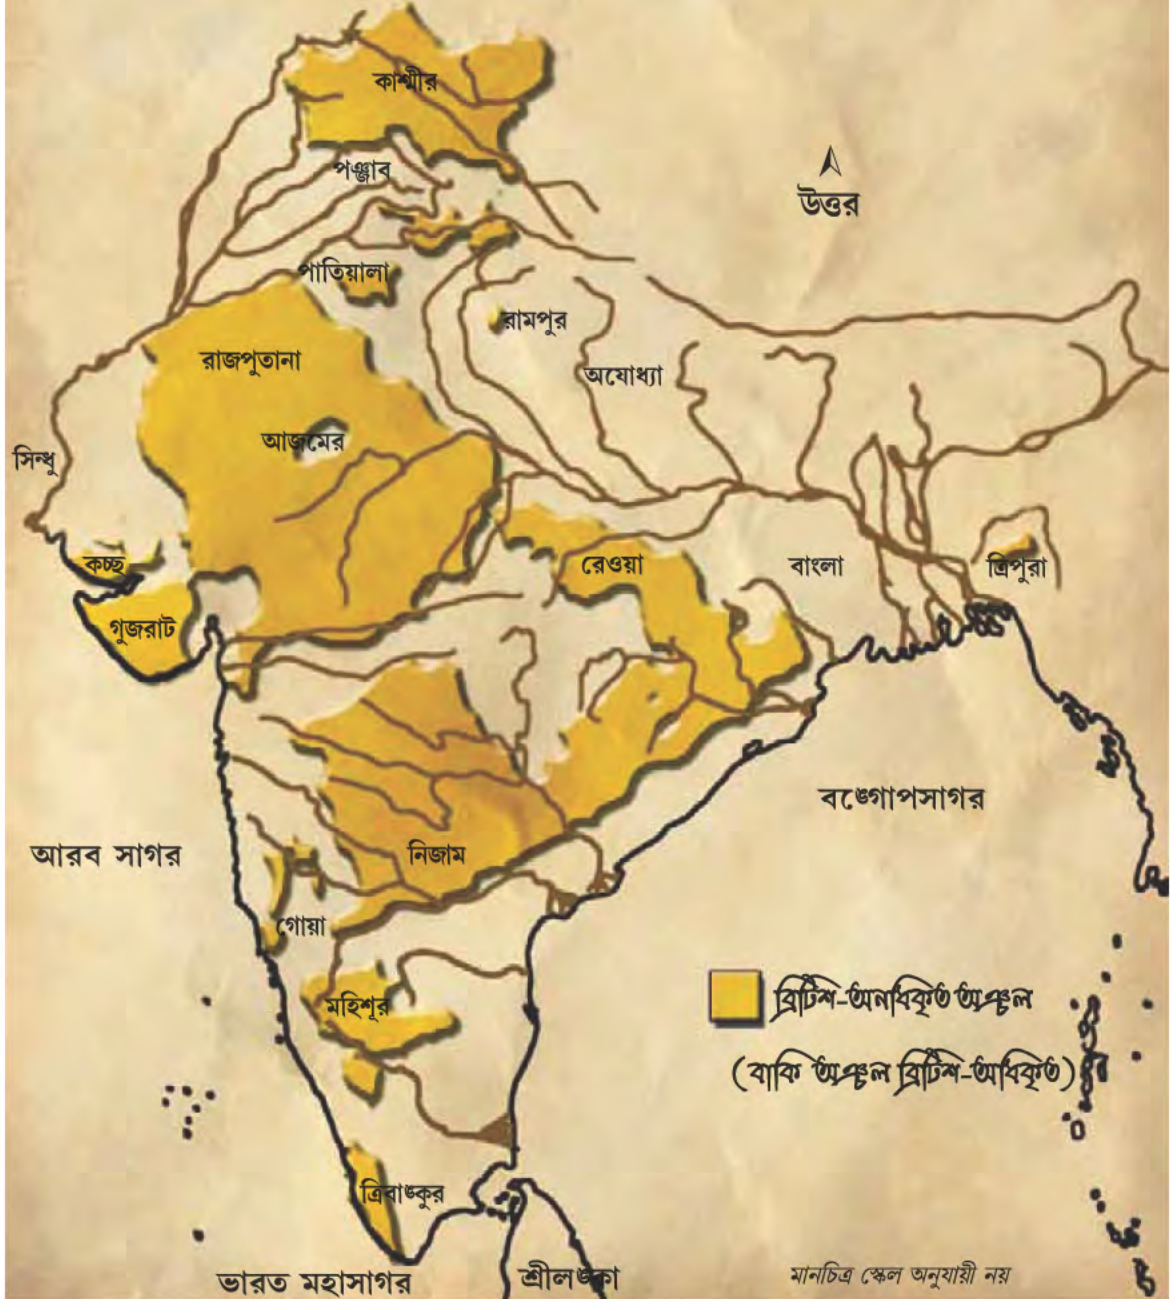 কাশ্মীর
পঞ্জাব
উত্তর
পাতিয়ালা
রামপুর
রাজপুতানা
অযোধ্যা
আজমের
সিন্ধু
কচ্ছ
রেওয়া
বাংলা
ত্রিপুরা
গুজরাট
বঙ্গোপসাগর
আরব সাগর
নিজাম
গোয়া
মহিশূর
ব্রিটিশ-অনধিকৃত অঞ্চল
(বাকি অঞ্চল ব্রিটিশ-অধিকৃত)
ত্রিবাঙ্কুর
ভারত মহাসাগর
শ্রীলঙ্কা
মানচিত্র স্কেল অনুযায়ী নয়